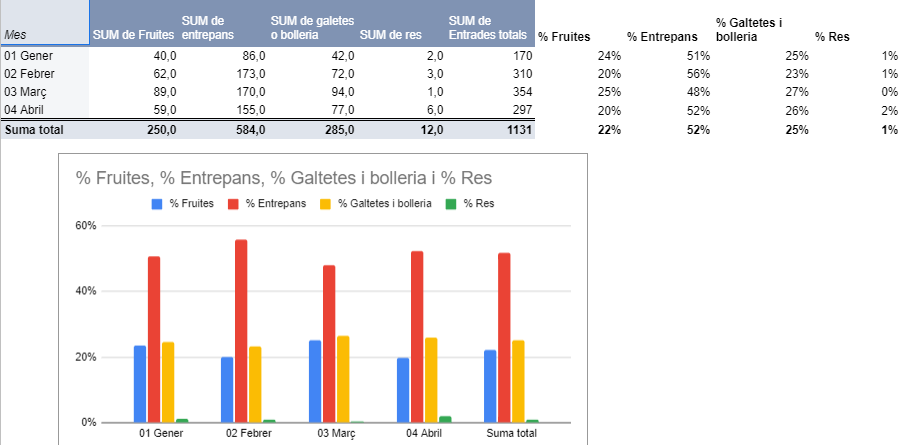 Mes SUM de Fruites SUM de entrepans SUM de galetes o bolleria SUM de res SUM de Entrades totals % Fruites % Entrepans % Galtetes i bolleria % Res
01 Gener 40,0 86,0 42,0 2,0 170 24% 51% 25% 1%
02 Febrer 62,0 173,0 72,0 3,0 310 20% 56% 23% 1%
03 Març 89,0 170,0 94,0 1,0 354 25% 48% 27% 0%
04 Abril 59,0 155,0 77,0 6,0 297 20% 52% 26% 2%
Suma total 250,0 584,0 285,0 12,0 1131 22% 52% 25% 1%
% Fruites, % Entrepans, % Galtetes i bolleria i % Res
% Fruites % Entrepans % Galtetes i bolleria % Res
60%
40%
20%
0%
01 Gener 02 Febrer 03 Març 04 Abril Suma total